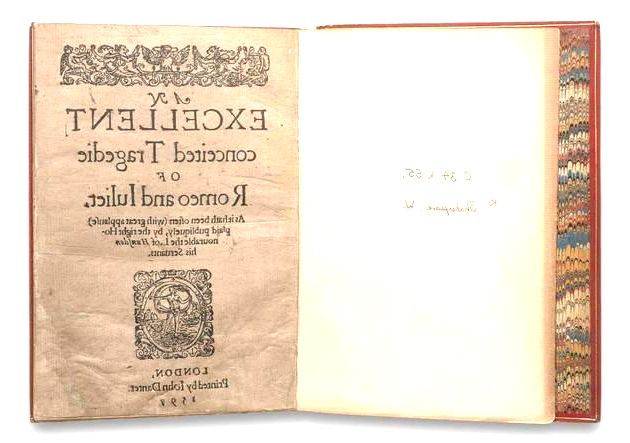 AN
EXCELLENT
conceited Tragedie
OF
Romeo and Iuliet.
As it hath been often (with great applause)
plaid publiquely, by the right Ho-
nourable the L. of Hunsdon
his Seruants.
LONDON,
Printed by Iohn Danter.
1597
C 34 k 55.